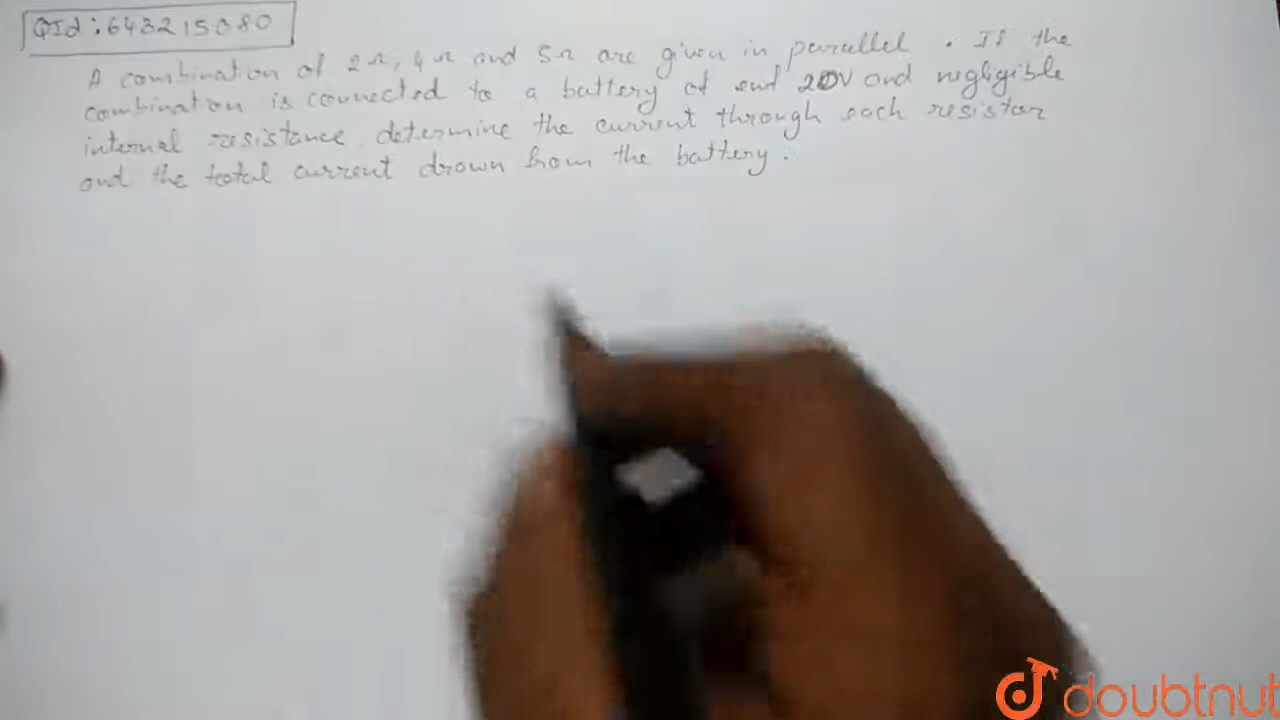 QId : 643215080
A combination of 2Ω, 4Ω and 5Ω are given in parallel . If the
combination is connected to a battery of emf 20V and negligible
internal resistance, determine the current through each resistor
and the total current drown from the battery .
doubtnut